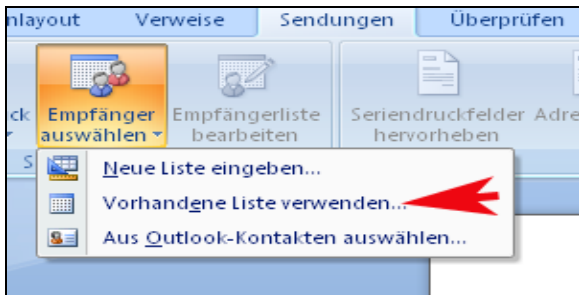 nlayout Verweise Sendungen Überprüfen
ck Empfänger Empfängerliste Seriendruckfelder Adre
auswählen bearbeiten hervorheben
S
Neue Liste eingeben...
Vorhandene Liste verwenden...
Aus Outlook-Kontakten auswählen...